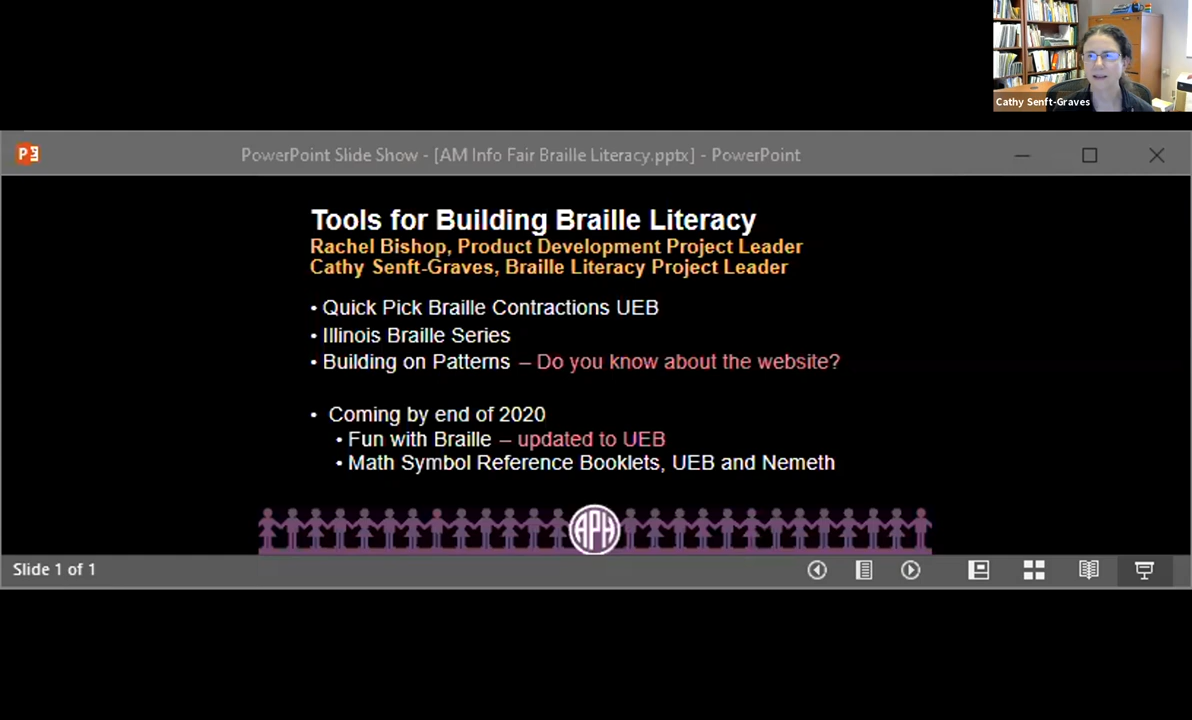 Cathy Senft-Graves
PowerPoint Slide Show - [AM Info Fair Braille Literacy.pptx] - PowerPoint
Tools for Building Braille Literacy
Rachel Bishop, Product Development Project Leader
Cathy Senft-Graves, Braille Literacy Project Leader
• Quick Pick Braille Contractions UEB
• Illinois Braille Series
• Building on Patterns – Do you know about the website?
• Coming by end of 2020
• Fun with Braille – updated to UEB
• Math Symbol Reference Booklets, UEB and Nemeth
APH
Slide 1 of 1